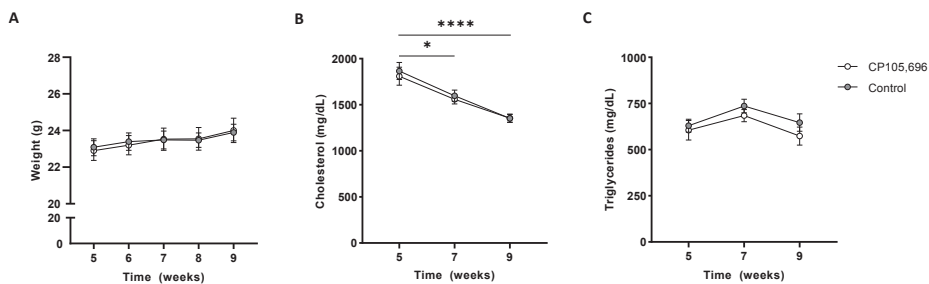 A
B
C
28
26
24
22
20
20
0
Weight (g)
5 6 7 8 9
Time (weeks)
****
*
2000
1500
1000
500
0
Cholesterol (mg/dL)
5 7 9
Time (weeks)
1000
750
500
250
0
Triglycerides (mg/dL)
5 7 9
Time (weeks)
CP105,696
Control